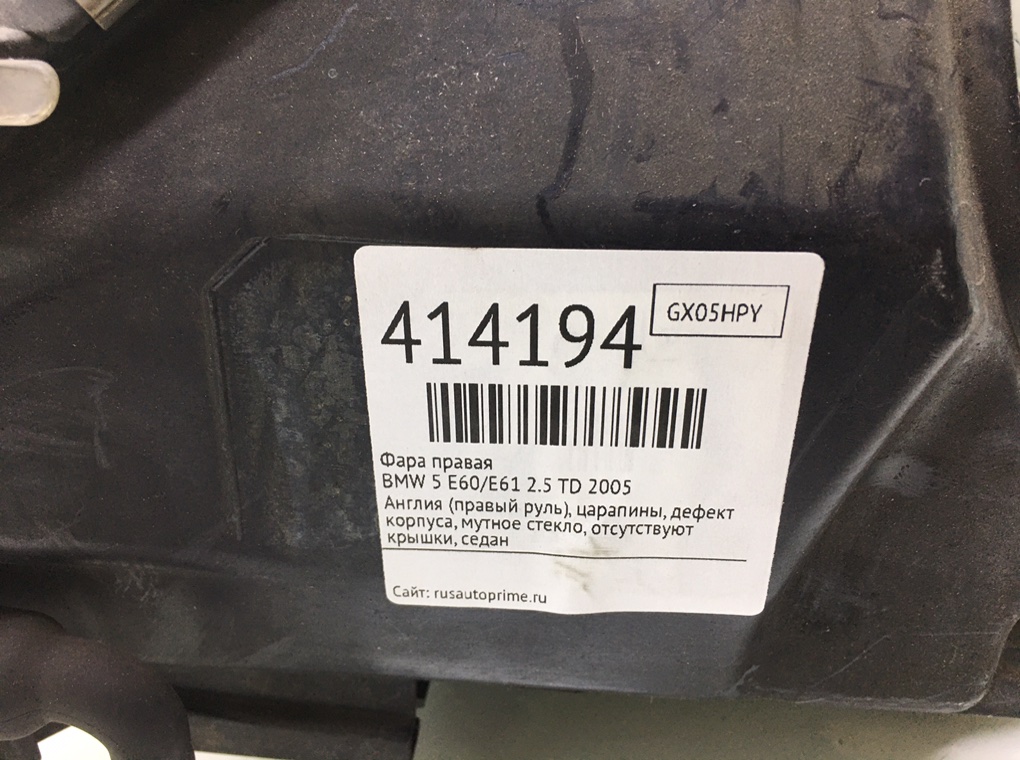 414194
GX05HPY
Фара правая
BMW 5 E60/E61 2.5 TD 2005
Англия (правый руль), царапины, дефект
корпуса, мутное стекло, отсутствуют
крышки, седан
Сайт: rusautoprime.ru